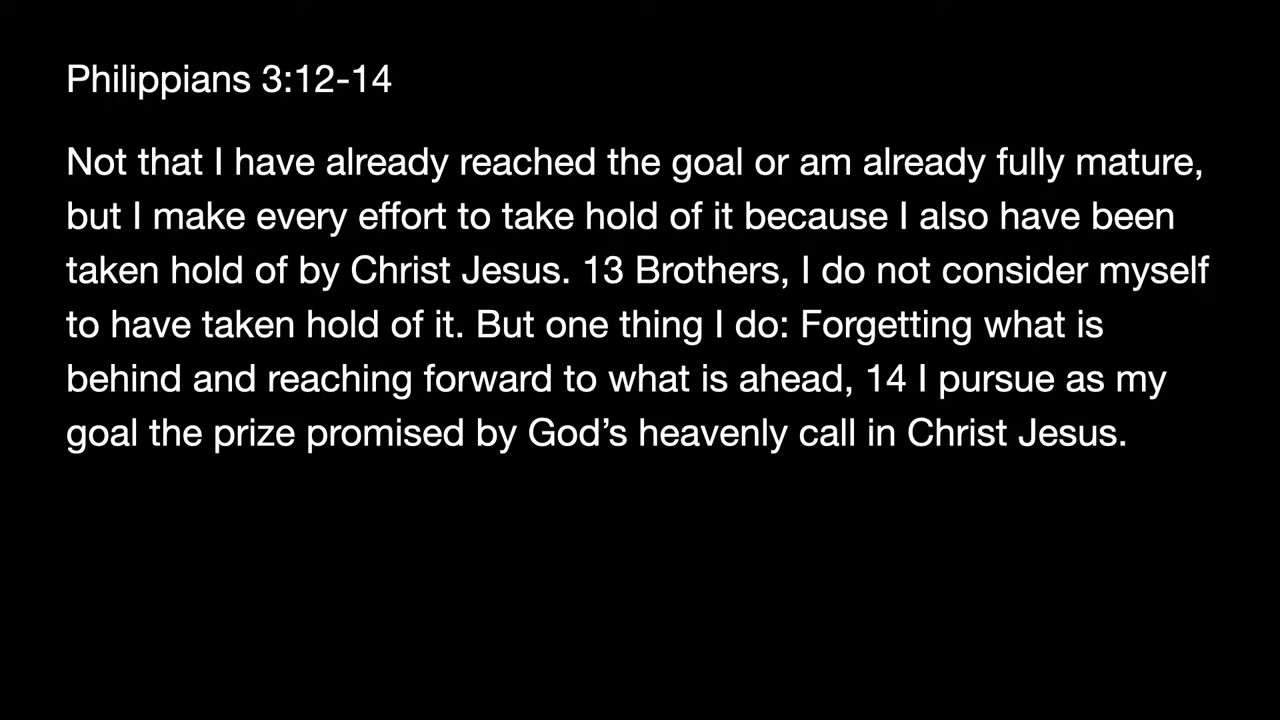 Philippians 3:12-14
Not that I have already reached the goal or am already fully mature,
but I make every effort to take hold of it because I also have been
taken hold of by Christ Jesus. 13 Brothers, I do not consider myself
to have taken hold of it. But one thing I do: Forgetting what is
behind and reaching forward to what is ahead, 14 I pursue as my
goal the prize promised by God’s heavenly call in Christ Jesus.